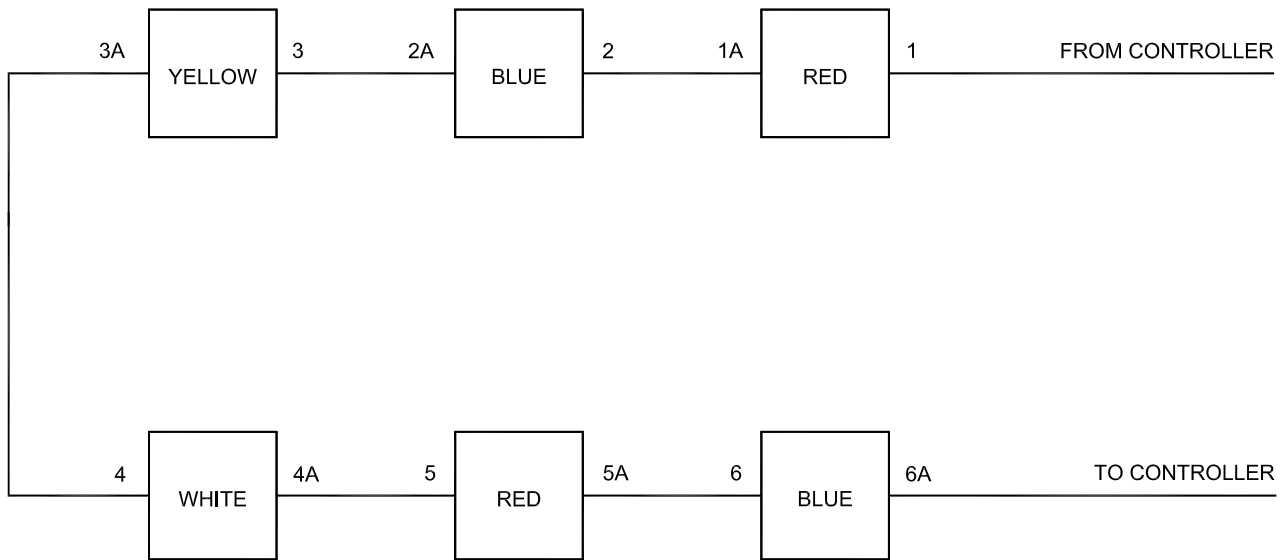 3A
YELLOW
3
2A
BLUE
2
1A
RED
1
FROM CONTROLLER
4
WHITE
4A
5
RED
5A
6
BLUE
6A
TO CONTROLLER